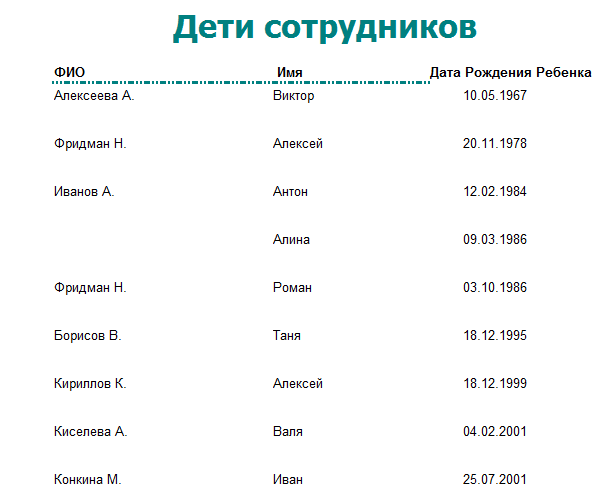 Дети сотрудников
ФИО Имя Дата Рождения Ребенка
Алексеева А. Виктор 10.05.1967
Фридман Н. Алексей 20.11.1978
Иванов А. Антон 12.02.1984
Алина 09.03.1986
Фридман Н. Роман 03.10.1986
Борисов В. Таня 18.12.1995
Кириллов К. Алексей 18.12.1999
Киселева А. Валя 04.02.2001
Конкина М. Иван 25.07.2001